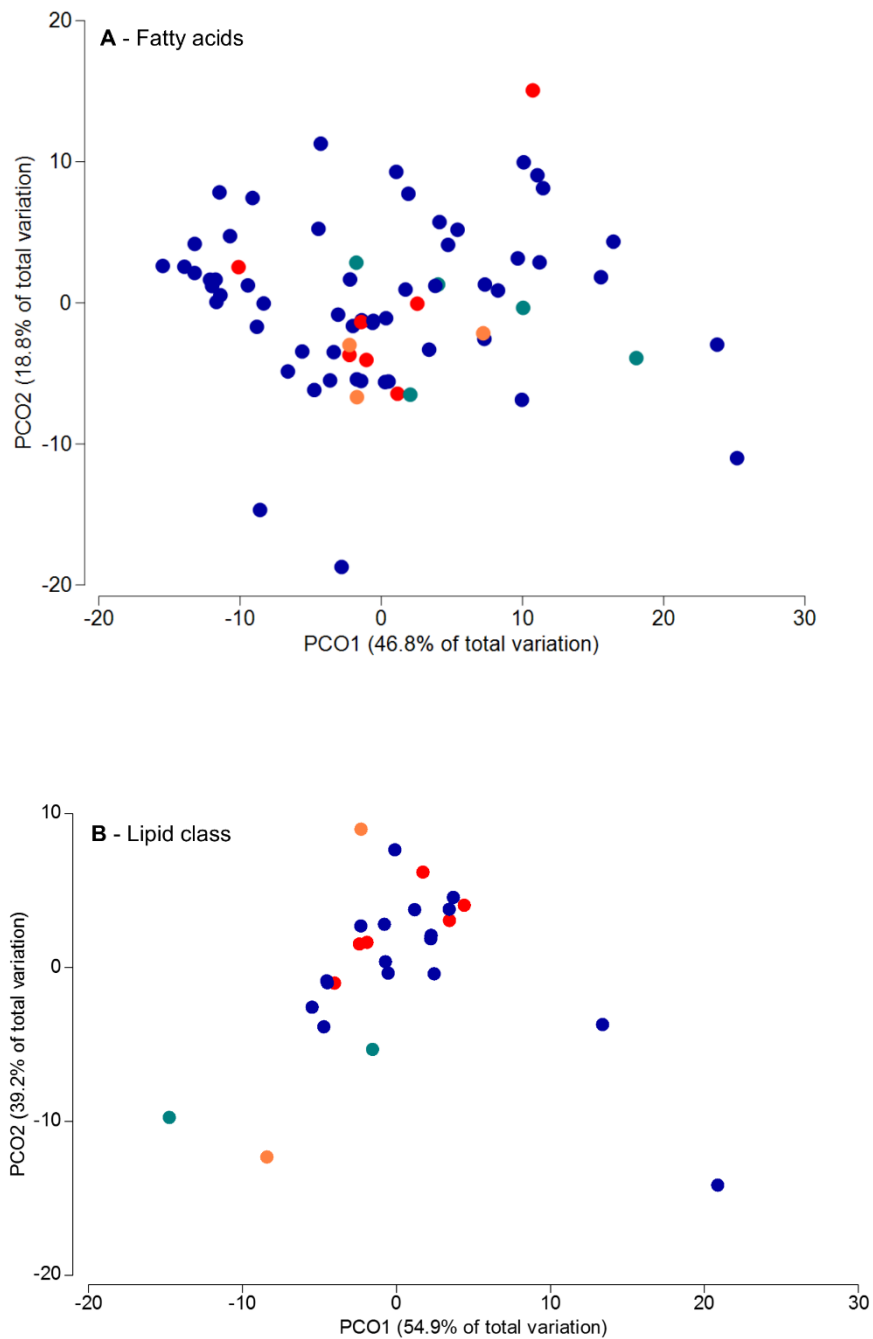 20
A - Fatty acids
10
0
-10
-20
PCO2 (18.8% of total variation)
-20 -10 0 10 20 30
PCO1 (46.8% of total variation)
10
B - Lipid class
0
-10
-20
PCO2 (39.2% of total variation)
-20 -10 0 10 20 30
PCO1 (54.9% of total variation)